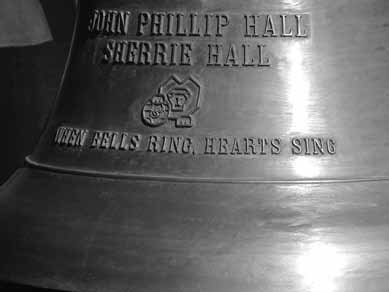 JOHN PHILLIP HALL
SHERRIE HALL
WHEN BELLS RING, HEARTS SING